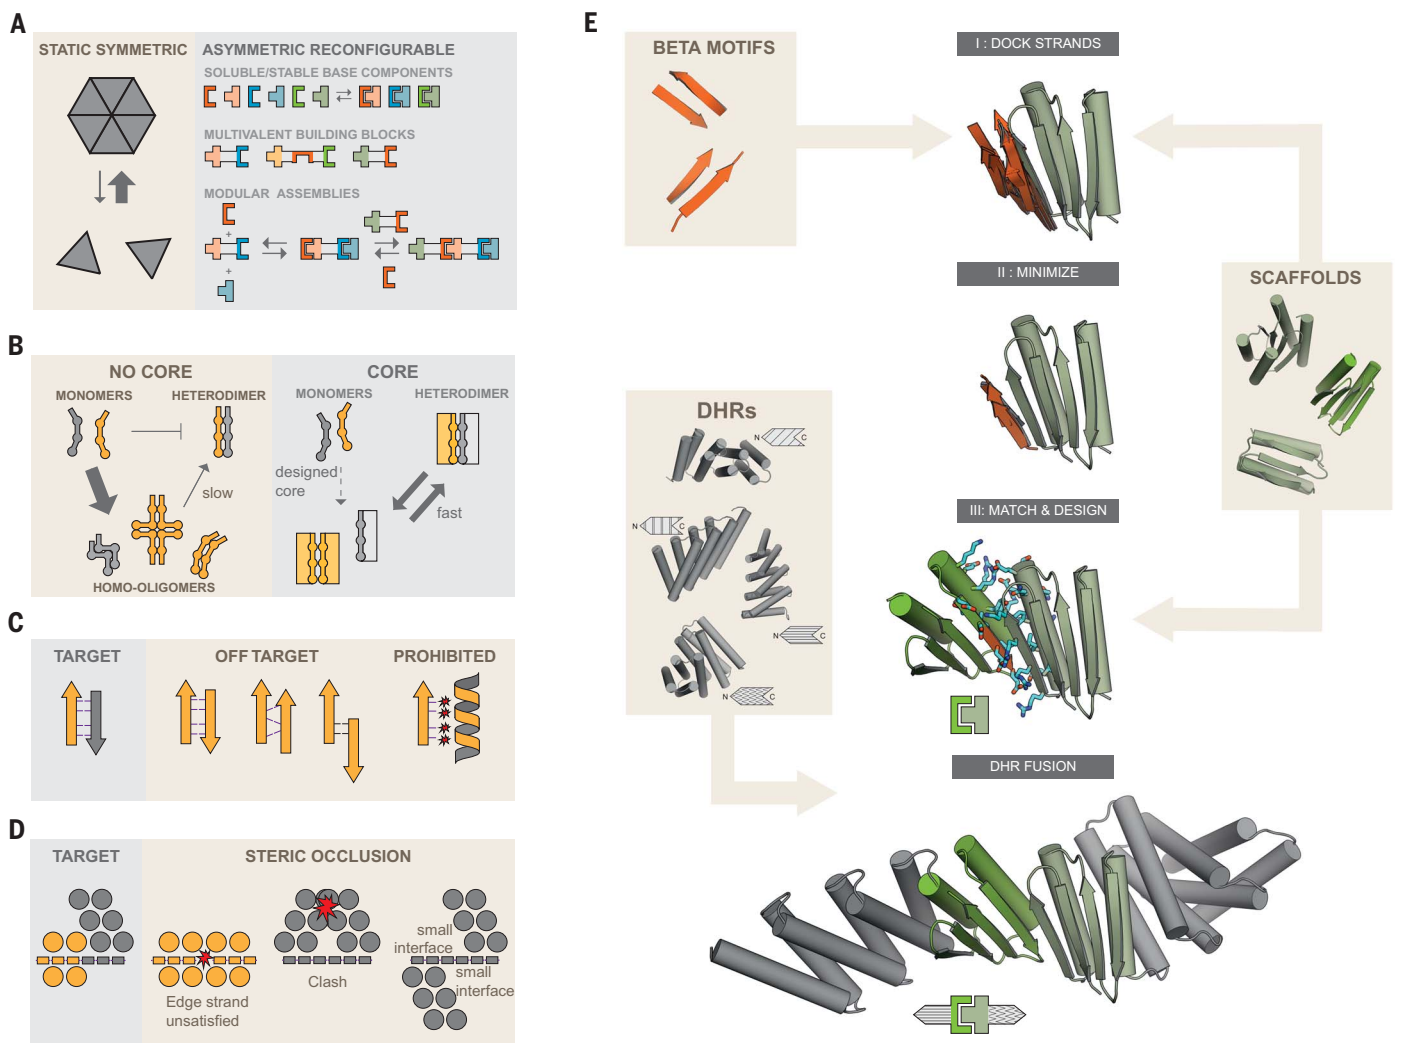 A
STATIC SYMMETRIC
ASYMMETRIC RECONFIGURABLE
SOLUBLE/STABLE BASE COMPONENTS
MULTIVALENT BUILDING BLOCKS
MODULAR ASSEMBLIES
+
+
B
NO CORE
MONOMERS
HETERODIMER
slow
HOMO-OLIGOMERS
CORE
MONOMERS
HETERODIMER
designed
core
fast
C
TARGET
OFF TARGET
PROHIBITED
D
TARGET
STERIC OCCLUSION
Edge strand
unsatisfied
Clash
small
interface
small
interface
E
BETA MOTIFS
I : DOCK STRANDS
II : MINIMIZE
SCAFFOLDS
DHRs
N C
N C
N C
N C
III: MATCH & DESIGN
DHR FUSION